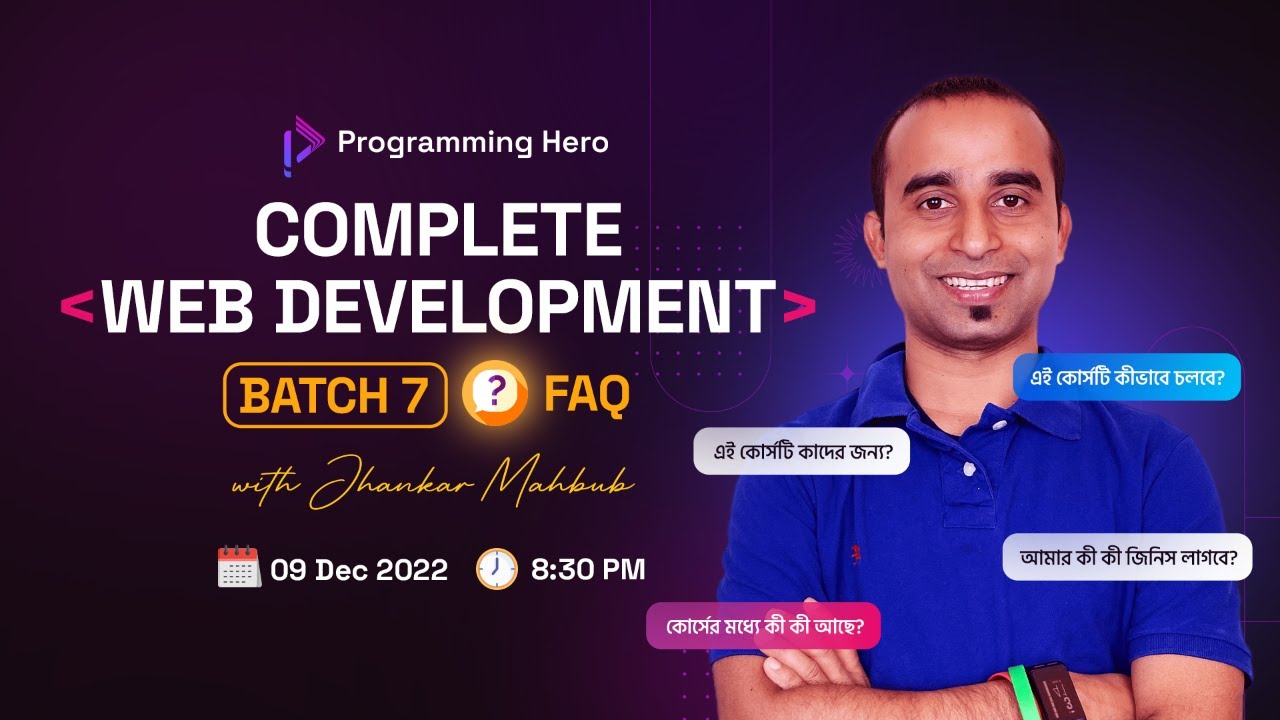 Programming Hero
COMPLETE
<WEB DEVELOPMENT>
BATCH 7 ? FAQ
with Jhankar Mahbub
09 Dec 2022 8:30 PM
এই কোর্সটি কীভাবে চলবে?
এই কোর্সটি কাদের জন্য?
আমার কী কী জিনিস লাগবে?
কোর্সের মধ্যে কী কী আছে?